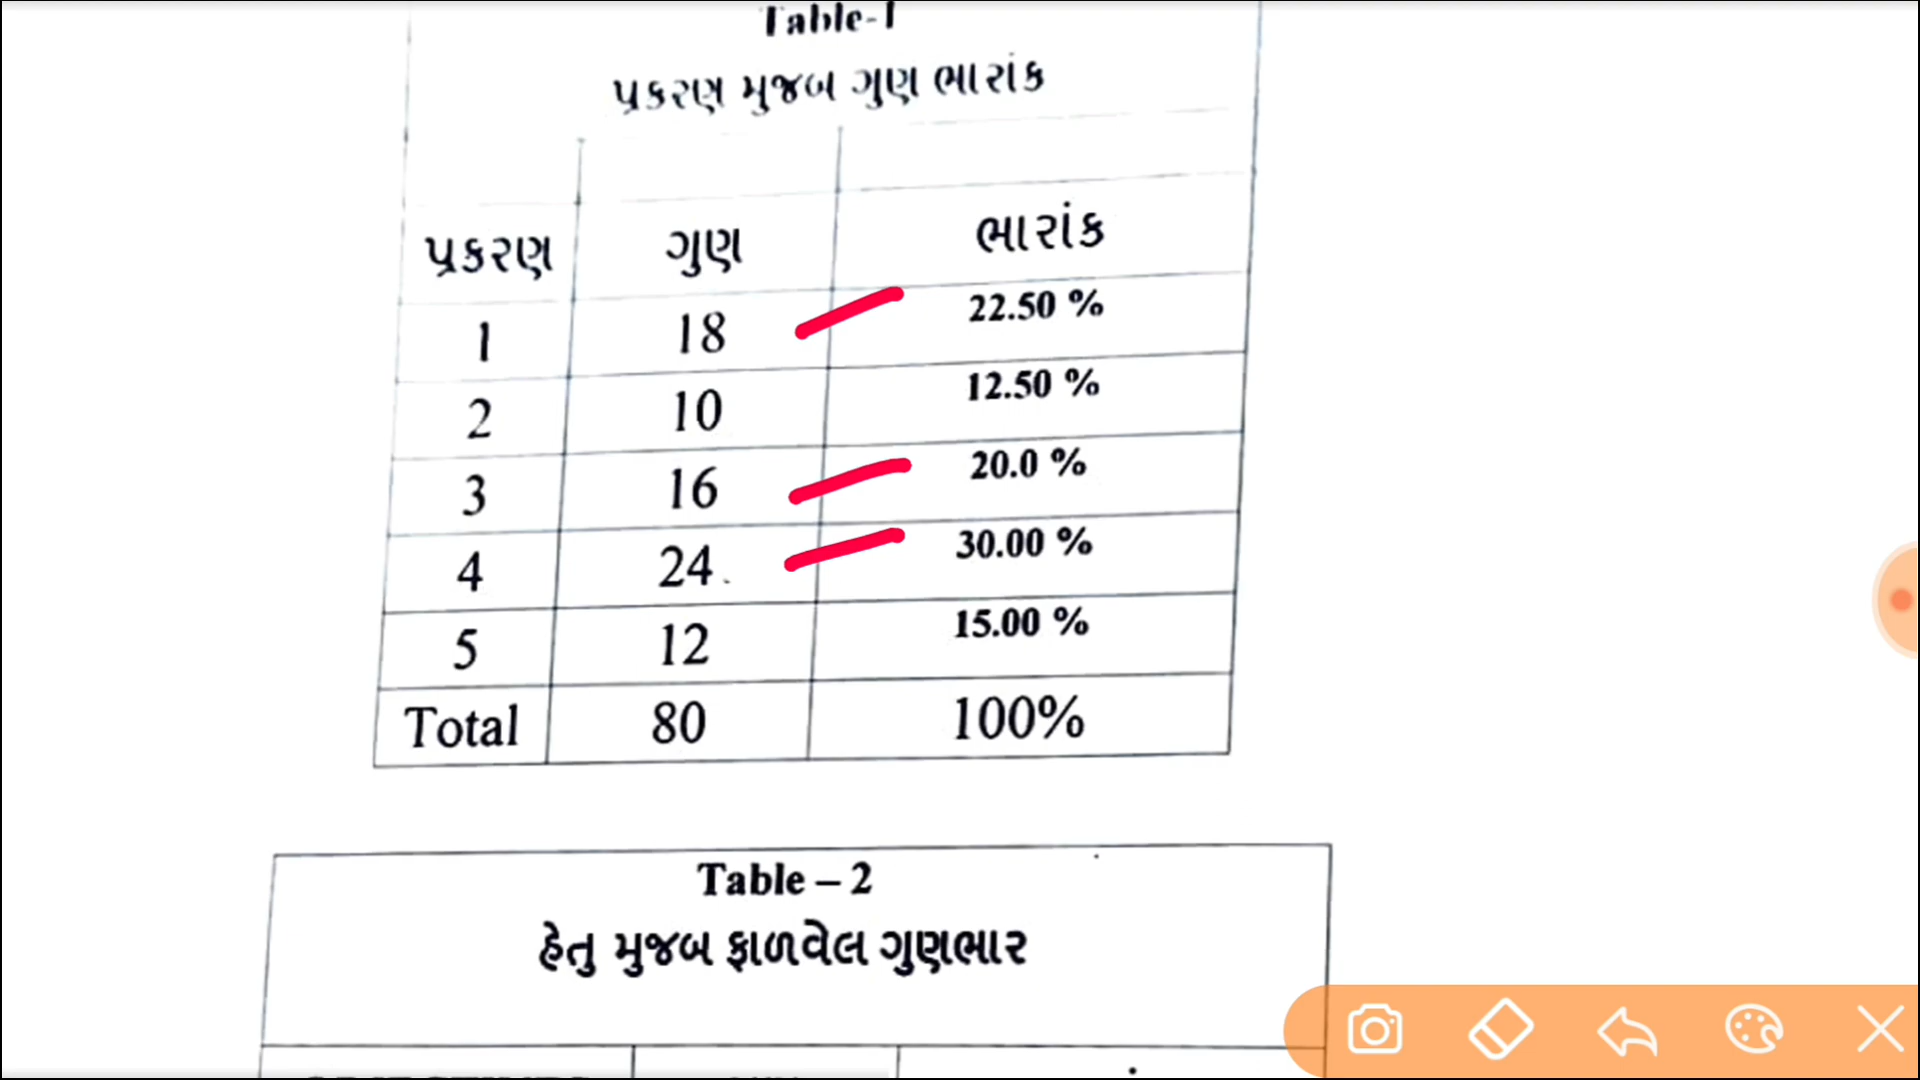 Table-1
પ્રકરણ મુજબ ગુણ ભારાંક
પ્રકરણ ગુણ ભારાંક
1 18 22.50 %
2 10 12.50 %
3 16 20.0 %
4 24 30.00 %
5 12 15.00 %
Total 80 100%
Table – 2
હેતુ મુજબ ફાળવેલ ગુણભાર